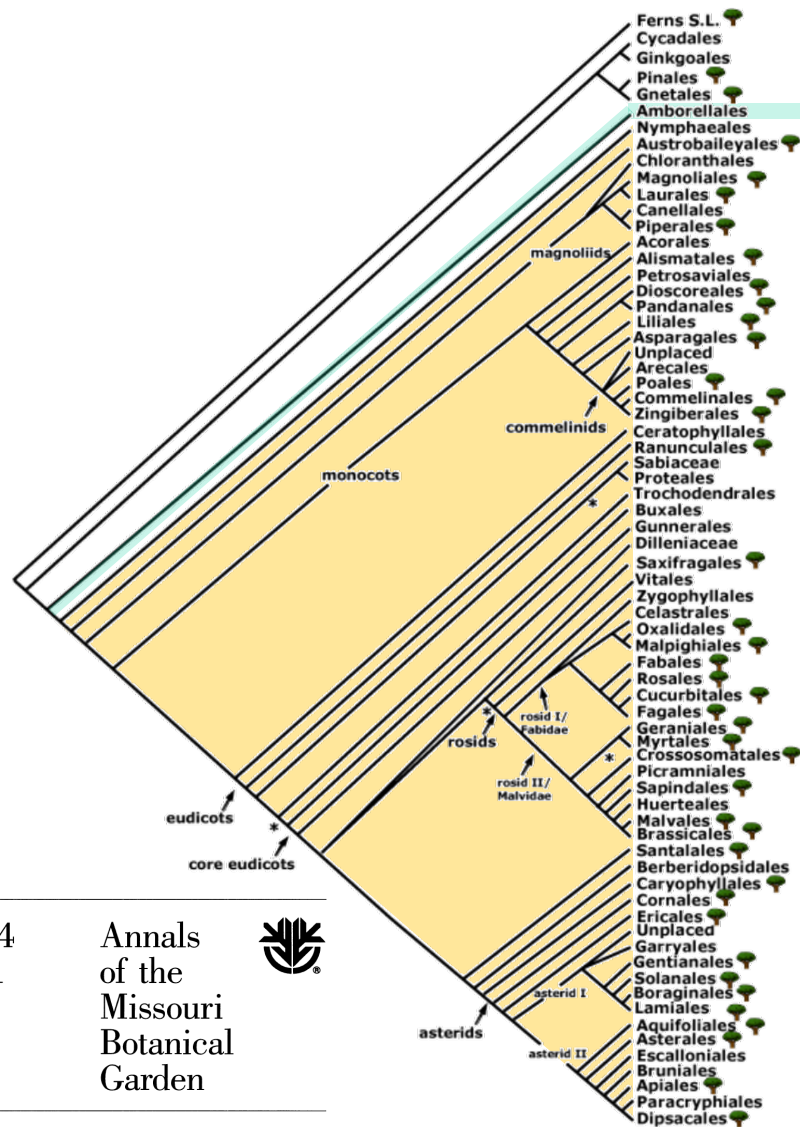 Ferns S.L.
Cycadales
Ginkgoales
Pinales
Gnetales
Amborellales
Nymphaeales
Austrobaileyales
Chloranthales
Magnoliales
Laurales
Canellales
Piperales
Acorales
magnoliids
Alismatales
Petrosaviales
Dioscoreales
Pandanales
Liliales
Asparagales
Unplaced
Arecales
Poales
Commelinales
Zingiberales
commelinids
Ceratophyllales
Ranunculales
Sabiaceae
monocots
Proteales
Trochodendrales
*
Buxales
Gunnerales
Dilleniaceae
Saxifragales
Vitales
Zygophyllales
Celastrales
Oxalidales
Malpighiales
Fabales
Rosales
Cucurbitales
Fagales
*
rosid I/
Fabidae
Geraniales
rosids
Myrtales
Crossosomatales
*
Picramniales
rosid II/
Malvidae
Sapindales
Huerteales
Malvales
eudicots
*
Brassicales
Santalales
core eudicots
Berberidopsidales
Caryophyllales
Cornales
Ericales
Unplaced
Garryales
Gentianales
Solanales
asterid I
Boraginales
Lamiales
Aquifoliales
asterids
Asterales
asterid II
Escalloniales
Bruniales
Apiales
Paracryphiales
Dipsacales
4
Annals
of the
Missouri
Botanical
Garden
®